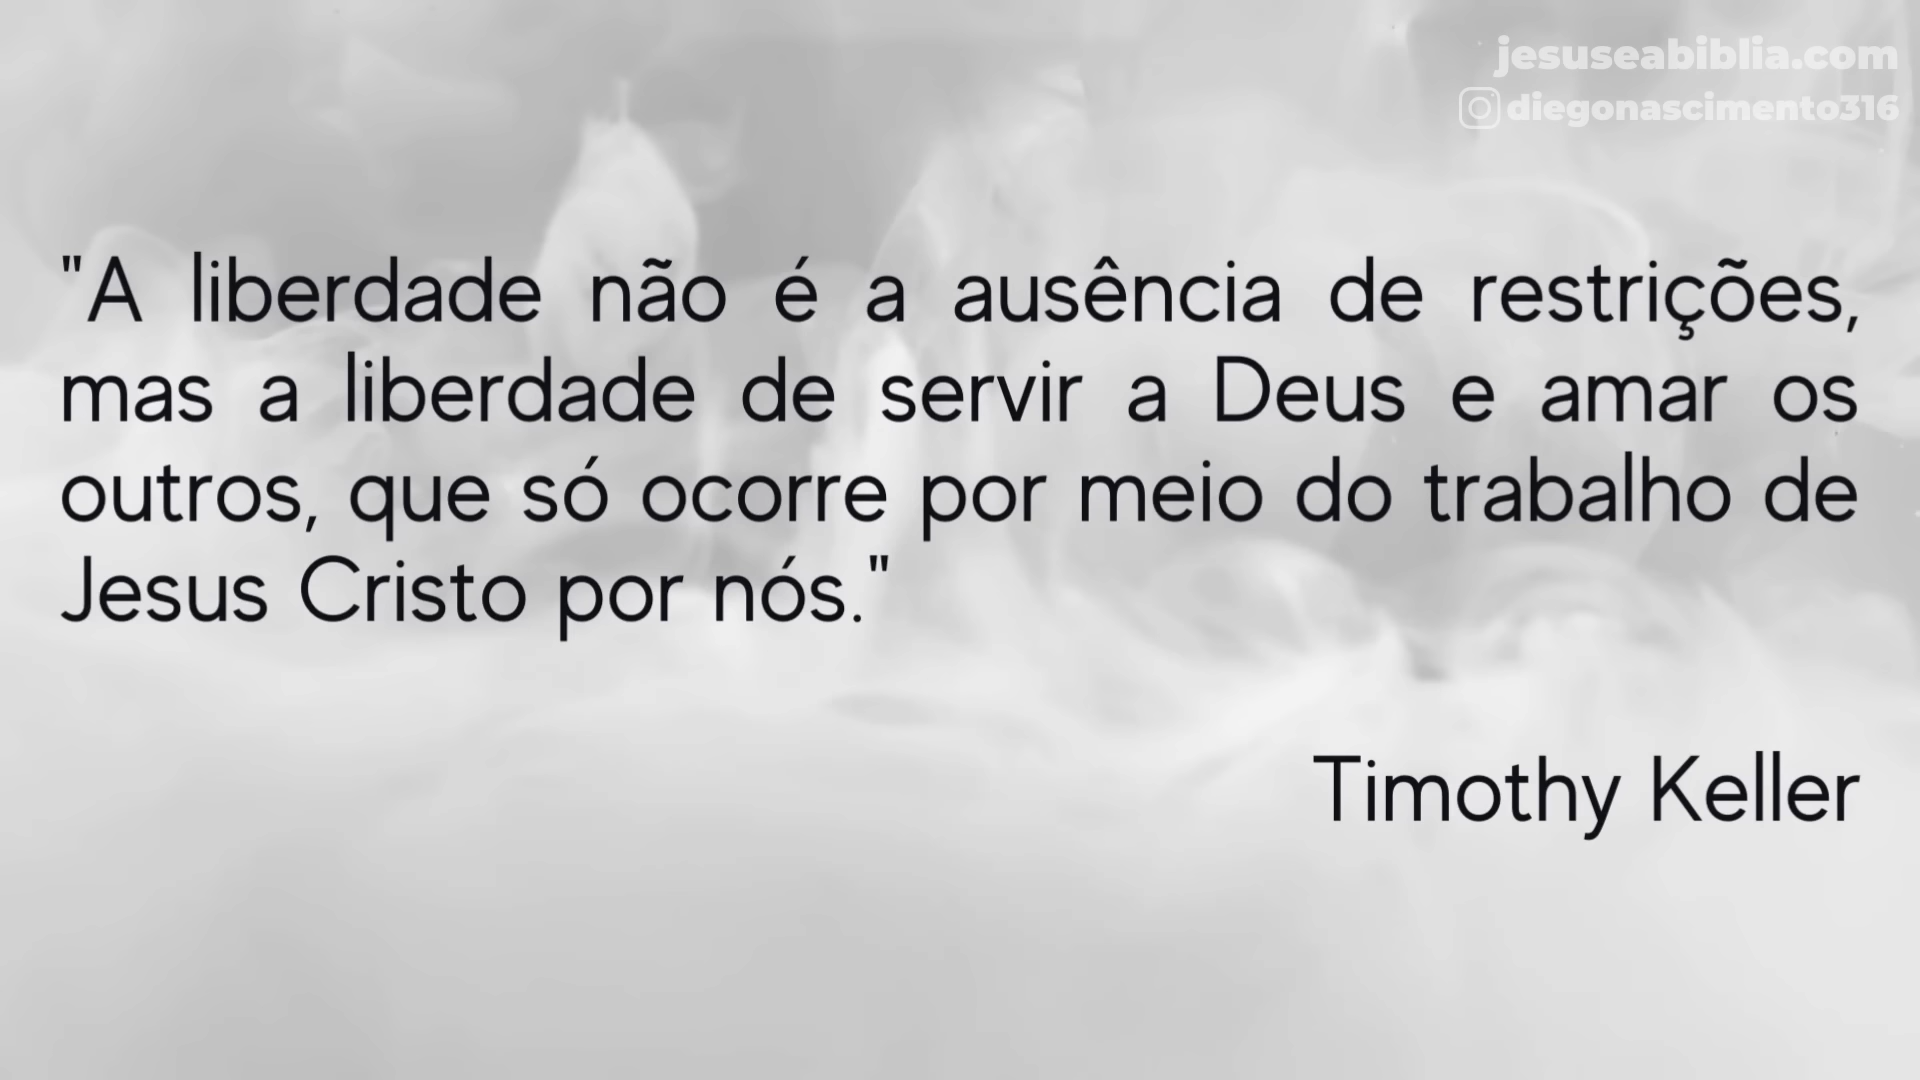 jesuseabiblia.com
diegonascimento316
"A liberdade não é a ausência de restrições,
mas a liberdade de servir a Deus e amar os
outros, que só ocorre por meio do trabalho de
Jesus Cristo por nós."
Timothy Keller